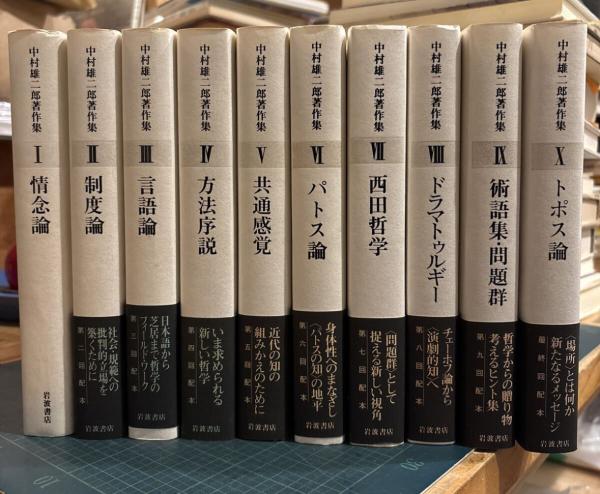 中村雄二郎著作集
I
情念論
岩波書店
中村雄二郎著作集
II
制度論
社会・規範への
批判的立場を
築くために
第二回配本
岩波書店
中村雄二郎著作集
III
言語論
日本語から
芝居まで哲学の
フィールド・ワーク
第三回配本
岩波書店
中村雄二郎著作集
IV
方法序説
いま求められる
新しい哲学
第四回配本
岩波書店
中村雄二郎著作集
V
共通感覚
近代の知の
組みかえのために
第五回配本
岩波書店
中村雄二郎著作集
VI
パトス論
身体性へのまなざし
〈パトスの知〉の地平
第六回配本
岩波書店
中村雄二郎著作集
VII
西田哲学
〈問題群〉として
捉える新しい視角
第七回配本
岩波書店
中村雄二郎著作集
VIII
ドラマトゥルギー
チェーホフ論から
〈演劇的知〉へ
第八回配本
岩波書店
中村雄二郎著作集
IX
術語集・問題群
哲学からの贈り物
考えるヒント集
第九回配本
岩波書店
中村雄二郎著作集
X
トポス論
〈場所〉とは何か
新たなるメッセージ
最終回配本
岩波書店